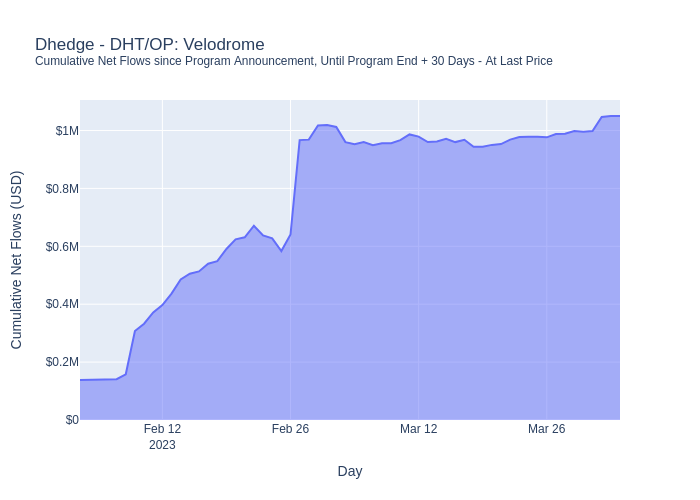 Dhedge - DHT/OP: Velodrome
Cumulative Net Flows since Program Announcement, Until Program End + 30 Days - At Last Price
Cumulative Net Flows (USD)
$1M
$0.8M
$0.6M
$0.4M
$0.2M
$0
Feb 12
2023
Feb 26
Mar 12
Mar 26
Day